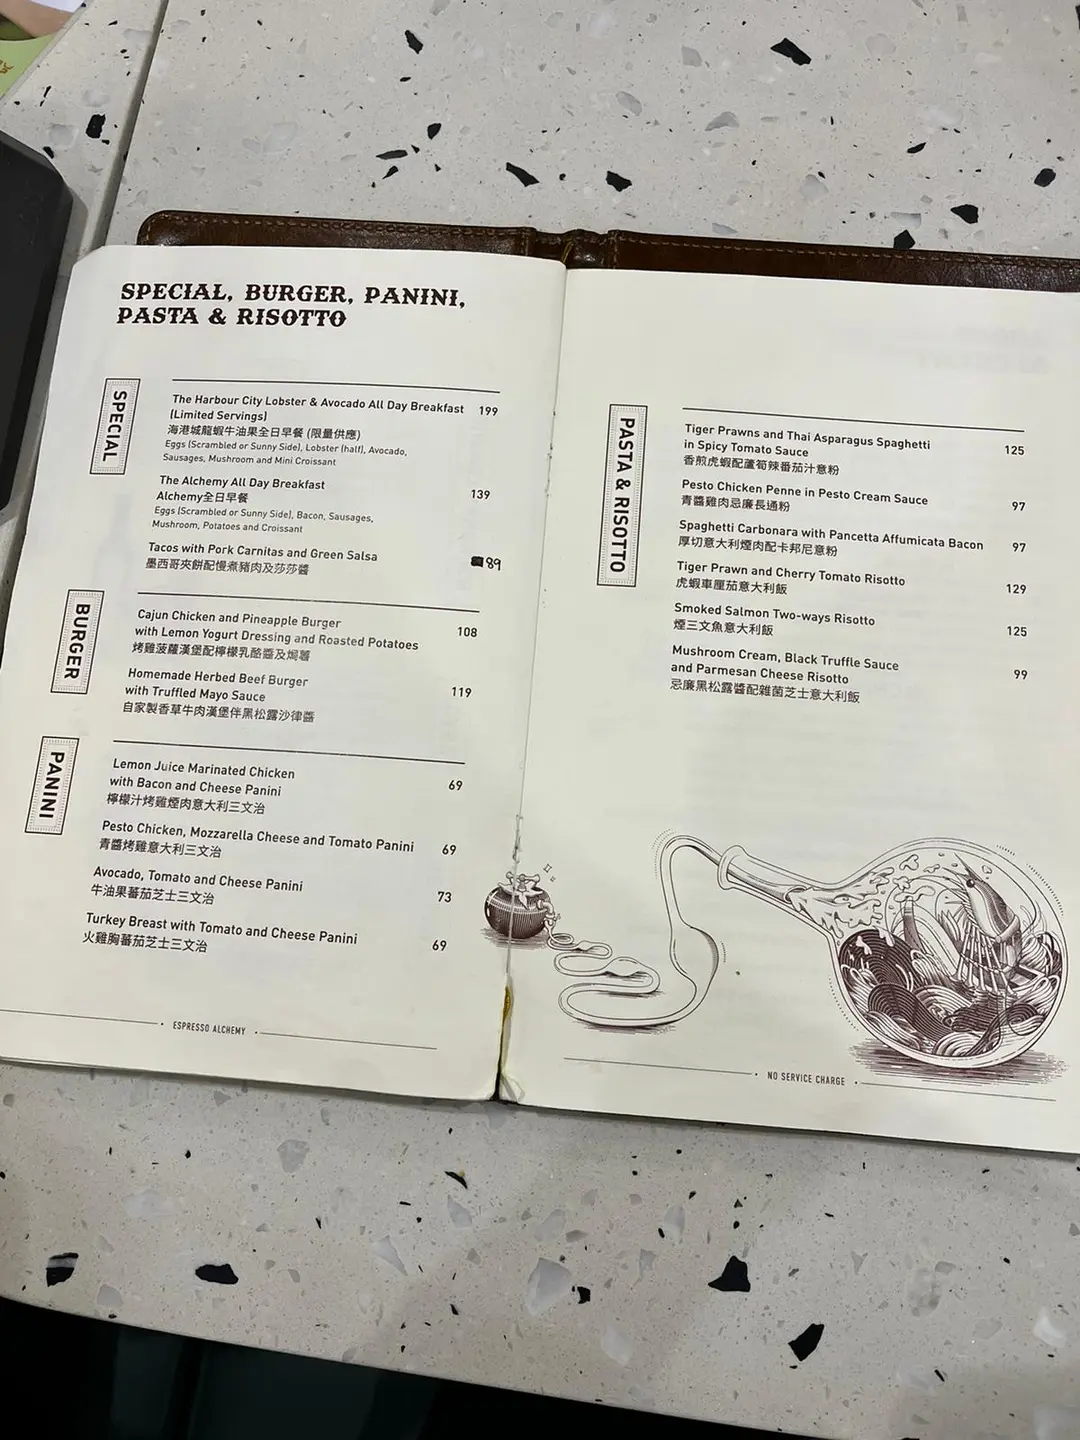 SPECIAL, BURGER, PANINI,
PASTA & RISOTTO
SPECIAL
The Harbour City Lobster & Avocado All Day Breakfast 199
(Limited Servings)
海港城龍蝦牛油果全日早餐 (限量供應)
Eggs (Scrambled or Sunny Side), Lobster (half), Avocado,
Sausages, Mushroom and Mini Croissant
The Alchemy All Day Breakfast 139
Alchemy全日早餐
Eggs (Scrambled or Sunny Side), Bacon, Sausages,
Mushroom, Potatoes and Croissant
Tacos with Pork Carnitas and Green Salsa 89
墨西哥夾餅配慢煮豬肉及莎莎醬
BURGER
Cajun Chicken and Pineapple Burger
with Lemon Yogurt Dressing and Roasted Potatoes 108
烤雞菠蘿漢堡配檸檬乳酪醬及焗薯
Homemade Herbed Beef Burger
with Truffled Mayo Sauce 119
自家製香草牛肉漢堡伴黑松露沙律醬
PANINI
Lemon Juice Marinated Chicken
with Bacon and Cheese Panini 69
檸檬汁烤雞煙肉意大利三文治
Pesto Chicken, Mozzarella Cheese and Tomato Panini 69
青醬烤雞意大利三文治
Avocado, Tomato and Cheese Panini 73
牛油果蕃茄芝士三文治
Turkey Breast with Tomato and Cheese Panini 69
火雞胸蕃茄芝士三文治
ESPRESSO ALCHEMY
PASTA & RISOTTO
Tiger Prawns and Thai Asparagus Spaghetti
in Spicy Tomato Sauce 125
香煎虎蝦配蘆筍辣番茄汁意粉
Pesto Chicken Penne in Pesto Cream Sauce 97
青醬雞肉忌廉長通粉
Spaghetti Carbonara with Pancetta Affumicata Bacon 97
厚切意大利煙肉配卡邦尼意粉
Tiger Prawn and Cherry Tomato Risotto 129
虎蝦車厘茄意大利飯
Smoked Salmon Two-ways Risotto 125
煙三文魚意大利飯
Mushroom Cream, Black Truffle Sauce
and Parmesan Cheese Risotto 99
忌廉黑松露醬配雜菌芝士意大利飯
NO SERVICE CHARGE